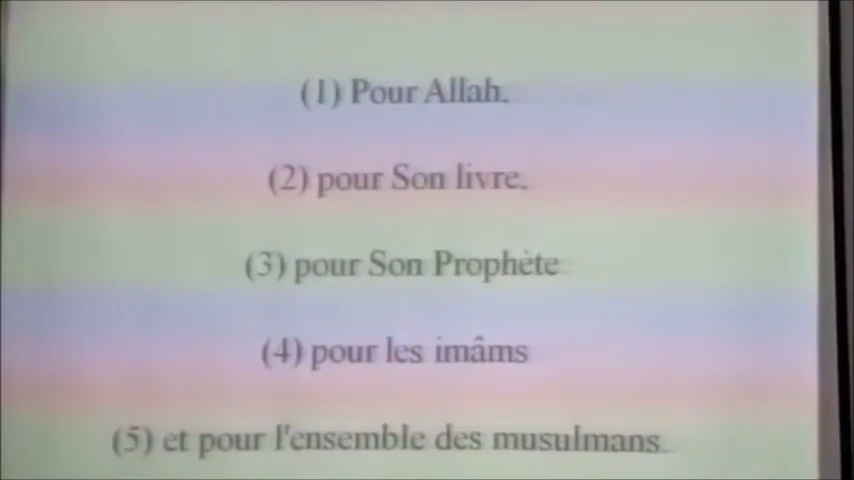 (1) Pour Allah.
(2) pour Son livre.
(3) pour Son Prophète
(4) pour les imâms
(5) et pour l'ensemble des musulmans.